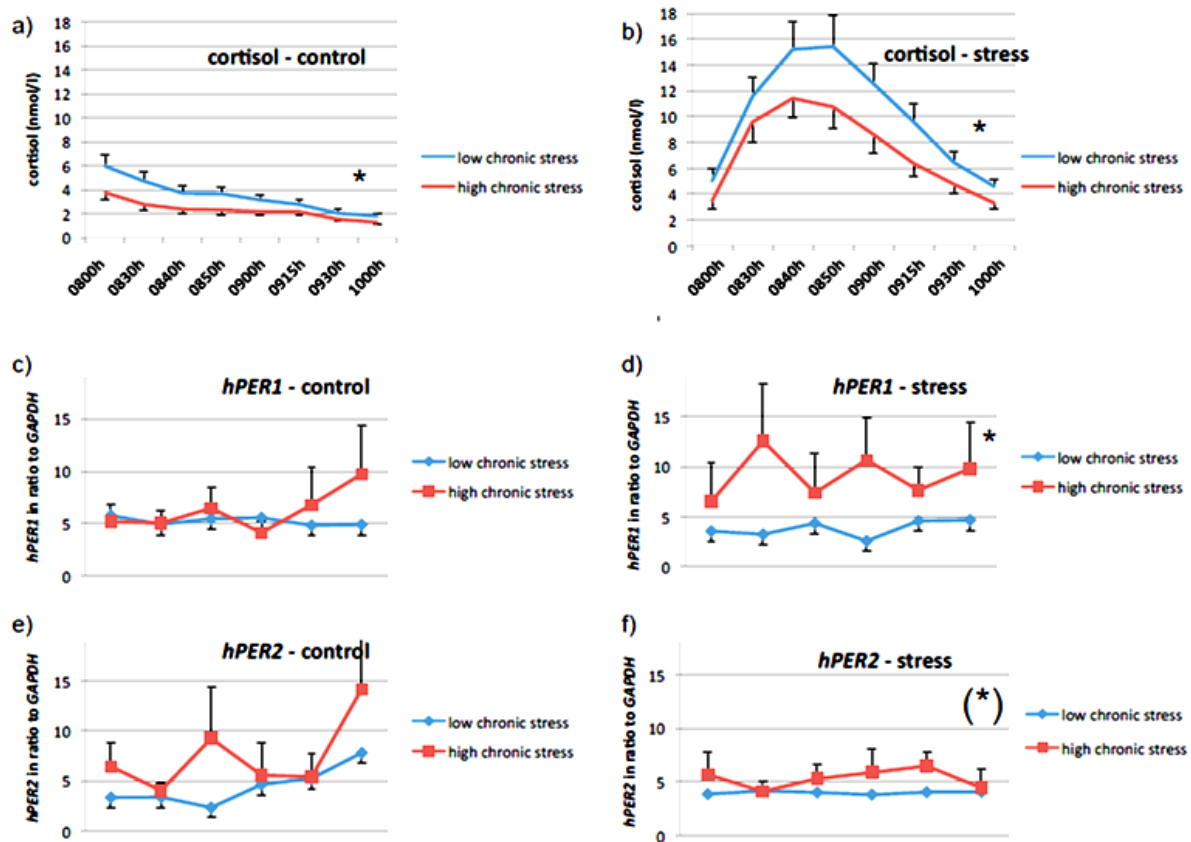 a)
cortisol - control
cortisol (nmol/l)
18
16
14
12
10
8
6
4
2
0
*
low chronic stress
high chronic stress
0800h
0830h
0840h
0850h
0900h
0915h
0930h
1000h
b)
cortisol - stress
cortisol (nmol/l)
18
16
14
12
10
8
6
4
2
0
*
low chronic stress
high chronic stress
0800h
0830h
0840h
0850h
0900h
0915h
0930h
1000h
c)
hPER1 - control
hPER1 in ratio to GAPDH
15
10
5
0
low chronic stress
high chronic stress
d)
hPER1 - stress
hPER1 in ratio to GAPDH
15
10
5
0
*
low chronic stress
high chronic stress
e)
hPER2 - control
hPER2 in ratio to GAPDH
15
10
5
0
low chronic stress
high chronic stress
f)
hPER2 - stress
hPER2 in ratio to GAPDH
15
10
5
0
(*)
low chronic stress
high chronic stress